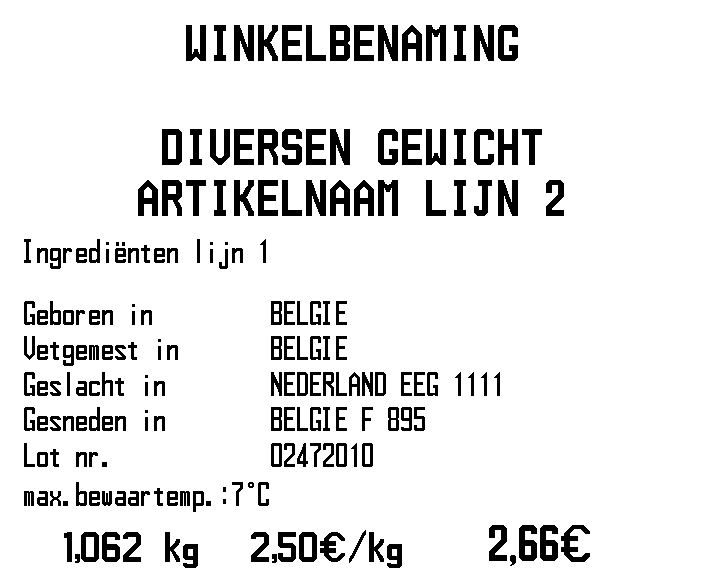 WINKELBENAMING
DIVERSEN GEWICHT
ARTIKELNAAM LIJN 2
Ingrediënten lijn 1
Geboren in BELGIE
Vetgemest in BELGIE
Geslacht in NEDERLAND EEG 1111
Gesneden in BELGIE F 895
Lot nr. 02472010
max.bewaartemp.:7°C
1,062 kg 2,50€/kg 2,66€